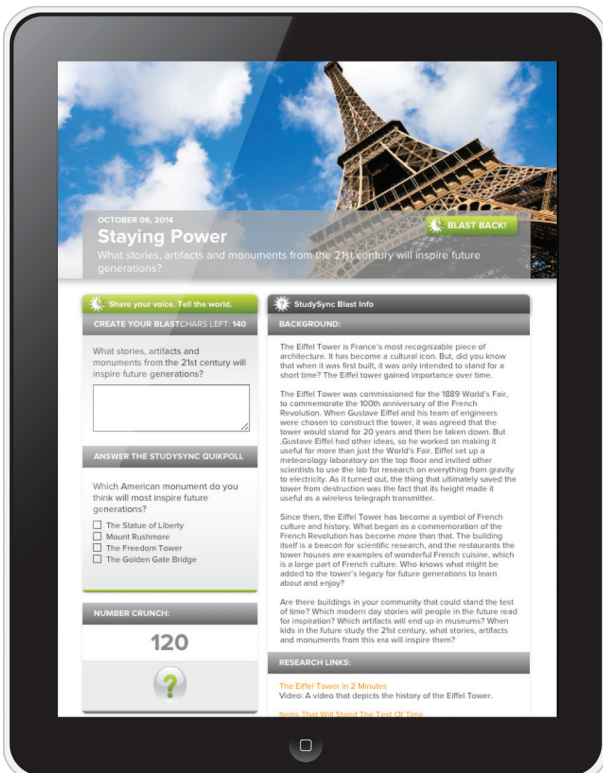 OCTOBER 06, 2014
Staying Power
What stories, artifacts and monuments from the 21st century will inspire future
generations?
BLAST BACK!
Share your voice. Tell the world.
CREATE YOUR BLASTCHARS LEFT: 140
What stories, artifacts and
monuments from the 21st century will
inspire future generations?
ANSWER THE STUDYSYNC QUIKPOLL
Which American monument do you
think will most inspire future
generations?
The Statue of Liberty
Mount Rushmore
The Freedom Tower
The Golden Gate Bridge
NUMBER CRUNCH:
120
?
StudySync Blast Info
BACKGROUND:
The Eiffel Tower is France's most recognizable piece of
architecture. It has become a cultural icon. But, did you know
that when it was first built, it was only intended to stand for a
short time? The Eiffel tower gained importance over time.
The Eiffel Tower was commissioned for the 1889 World's Fair,
to commemorate the 100th anniversary of the French
Revolution. When Gustave Eiffel and his team of engineers
were chosen to construct the tower, it was agreed that the
tower would stand for 20 years and then be taken down. But
,Gustave Eiffel had other ideas, so he worked on making it
useful for more than just the World's Fair. Eiffel set up a
meteorology laboratory on the top floor and invited other
scientists to use the lab for research on everything from gravity
to electricity. As it turned out, the thing that ultimately saved the
tower from destruction was the fact that its height made it
useful as a wireless telegraph transmitter.
Since then, the Eiffel Tower has become a symbol of French
culture and history. What began as a commemoration of the
French Revolution has become more than that. The building
itself is a beacon for scientific research, and the restaurants the
tower houses are examples of wonderful French cuisine, which
is a large part of French culture. Who knows what might be
added to the tower's legacy for future generations to learn
about and enjoy?
Are there buildings in your community that could stand the test
of time? Which modern day stories will people in the future read
for inspiration? Which artifacts will end up in museums? When
kids in the future study the 21st century, what stories, artifacts
and monuments from this era will inspire them?
RESEARCH LINKS:
The Eiffel Tower in 2 Minutes
Video: A video that depicts the history of the Eiffel Tower.
Items That Will Stand The Test Of Time